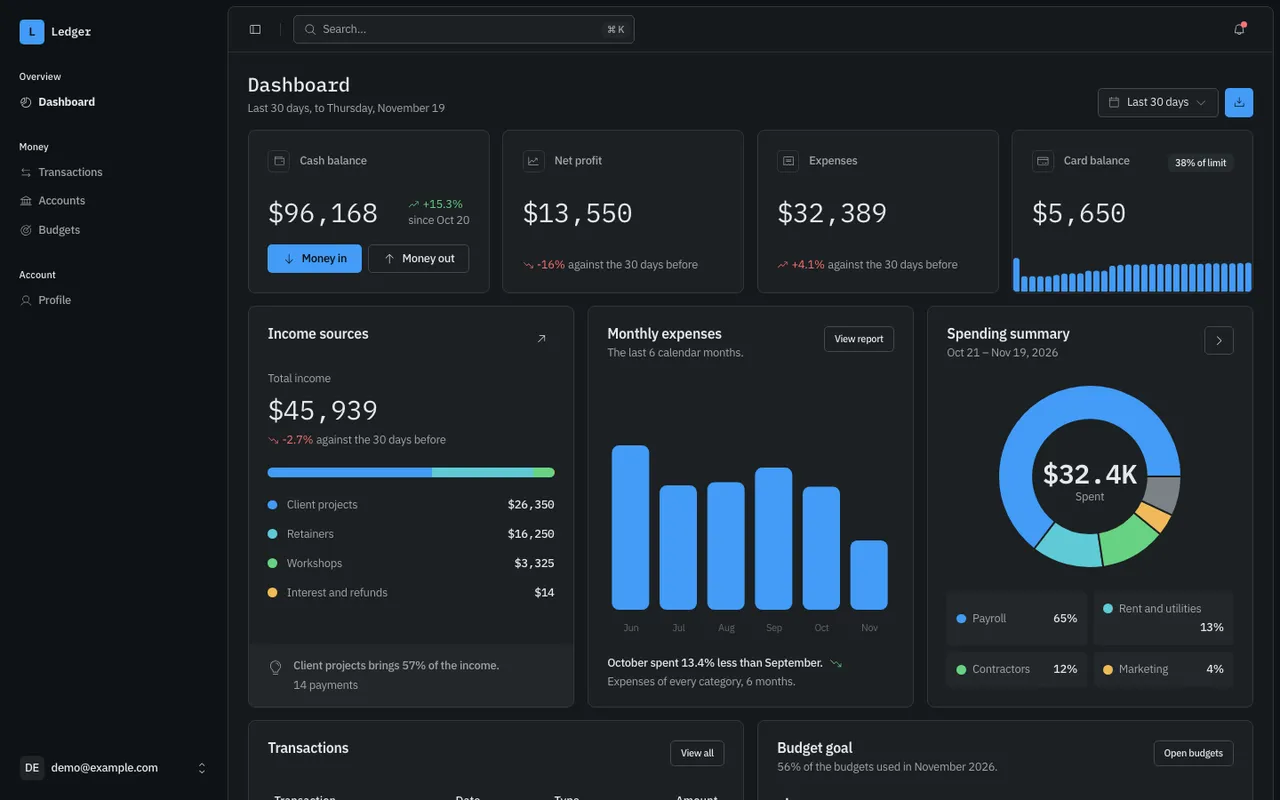 L Ledger
Overview
Dashboard
Money
Transactions
Accounts
Budgets
Account
Profile
DE demo@example.com
Search... ⌘ K
Dashboard
Last 30 days, to Thursday, November 19
Last 30 days
Cash balance
$96,168
+15.3%
since Oct 20
Money in
Money out
Net profit
$13,550
-16% against the 30 days before
Expenses
$32,389
+4.1% against the 30 days before
Card balance
38% of limit
$5,650
Income sources
Total income
$45,939
-2.7% against the 30 days before
Client projects $26,350
Retainers $16,250
Workshops $3,325
Interest and refunds $14
Client projects brings 57% of the income.
14 payments
Monthly expenses
The last 6 calendar months.
View report
Jun Jul Aug Sep Oct Nov
October spent 13.4% less than September.
Expenses of every category, 6 months.
Spending summary
Oct 21 – Nov 19, 2026
$32.4K
Spent
Payroll 65%
Rent and utilities 13%
Contractors 12%
Marketing 4%
Transactions
View all
Transaction Date Type Amount
Budget goal
56% of the budgets used in November 2026.
Open budgets